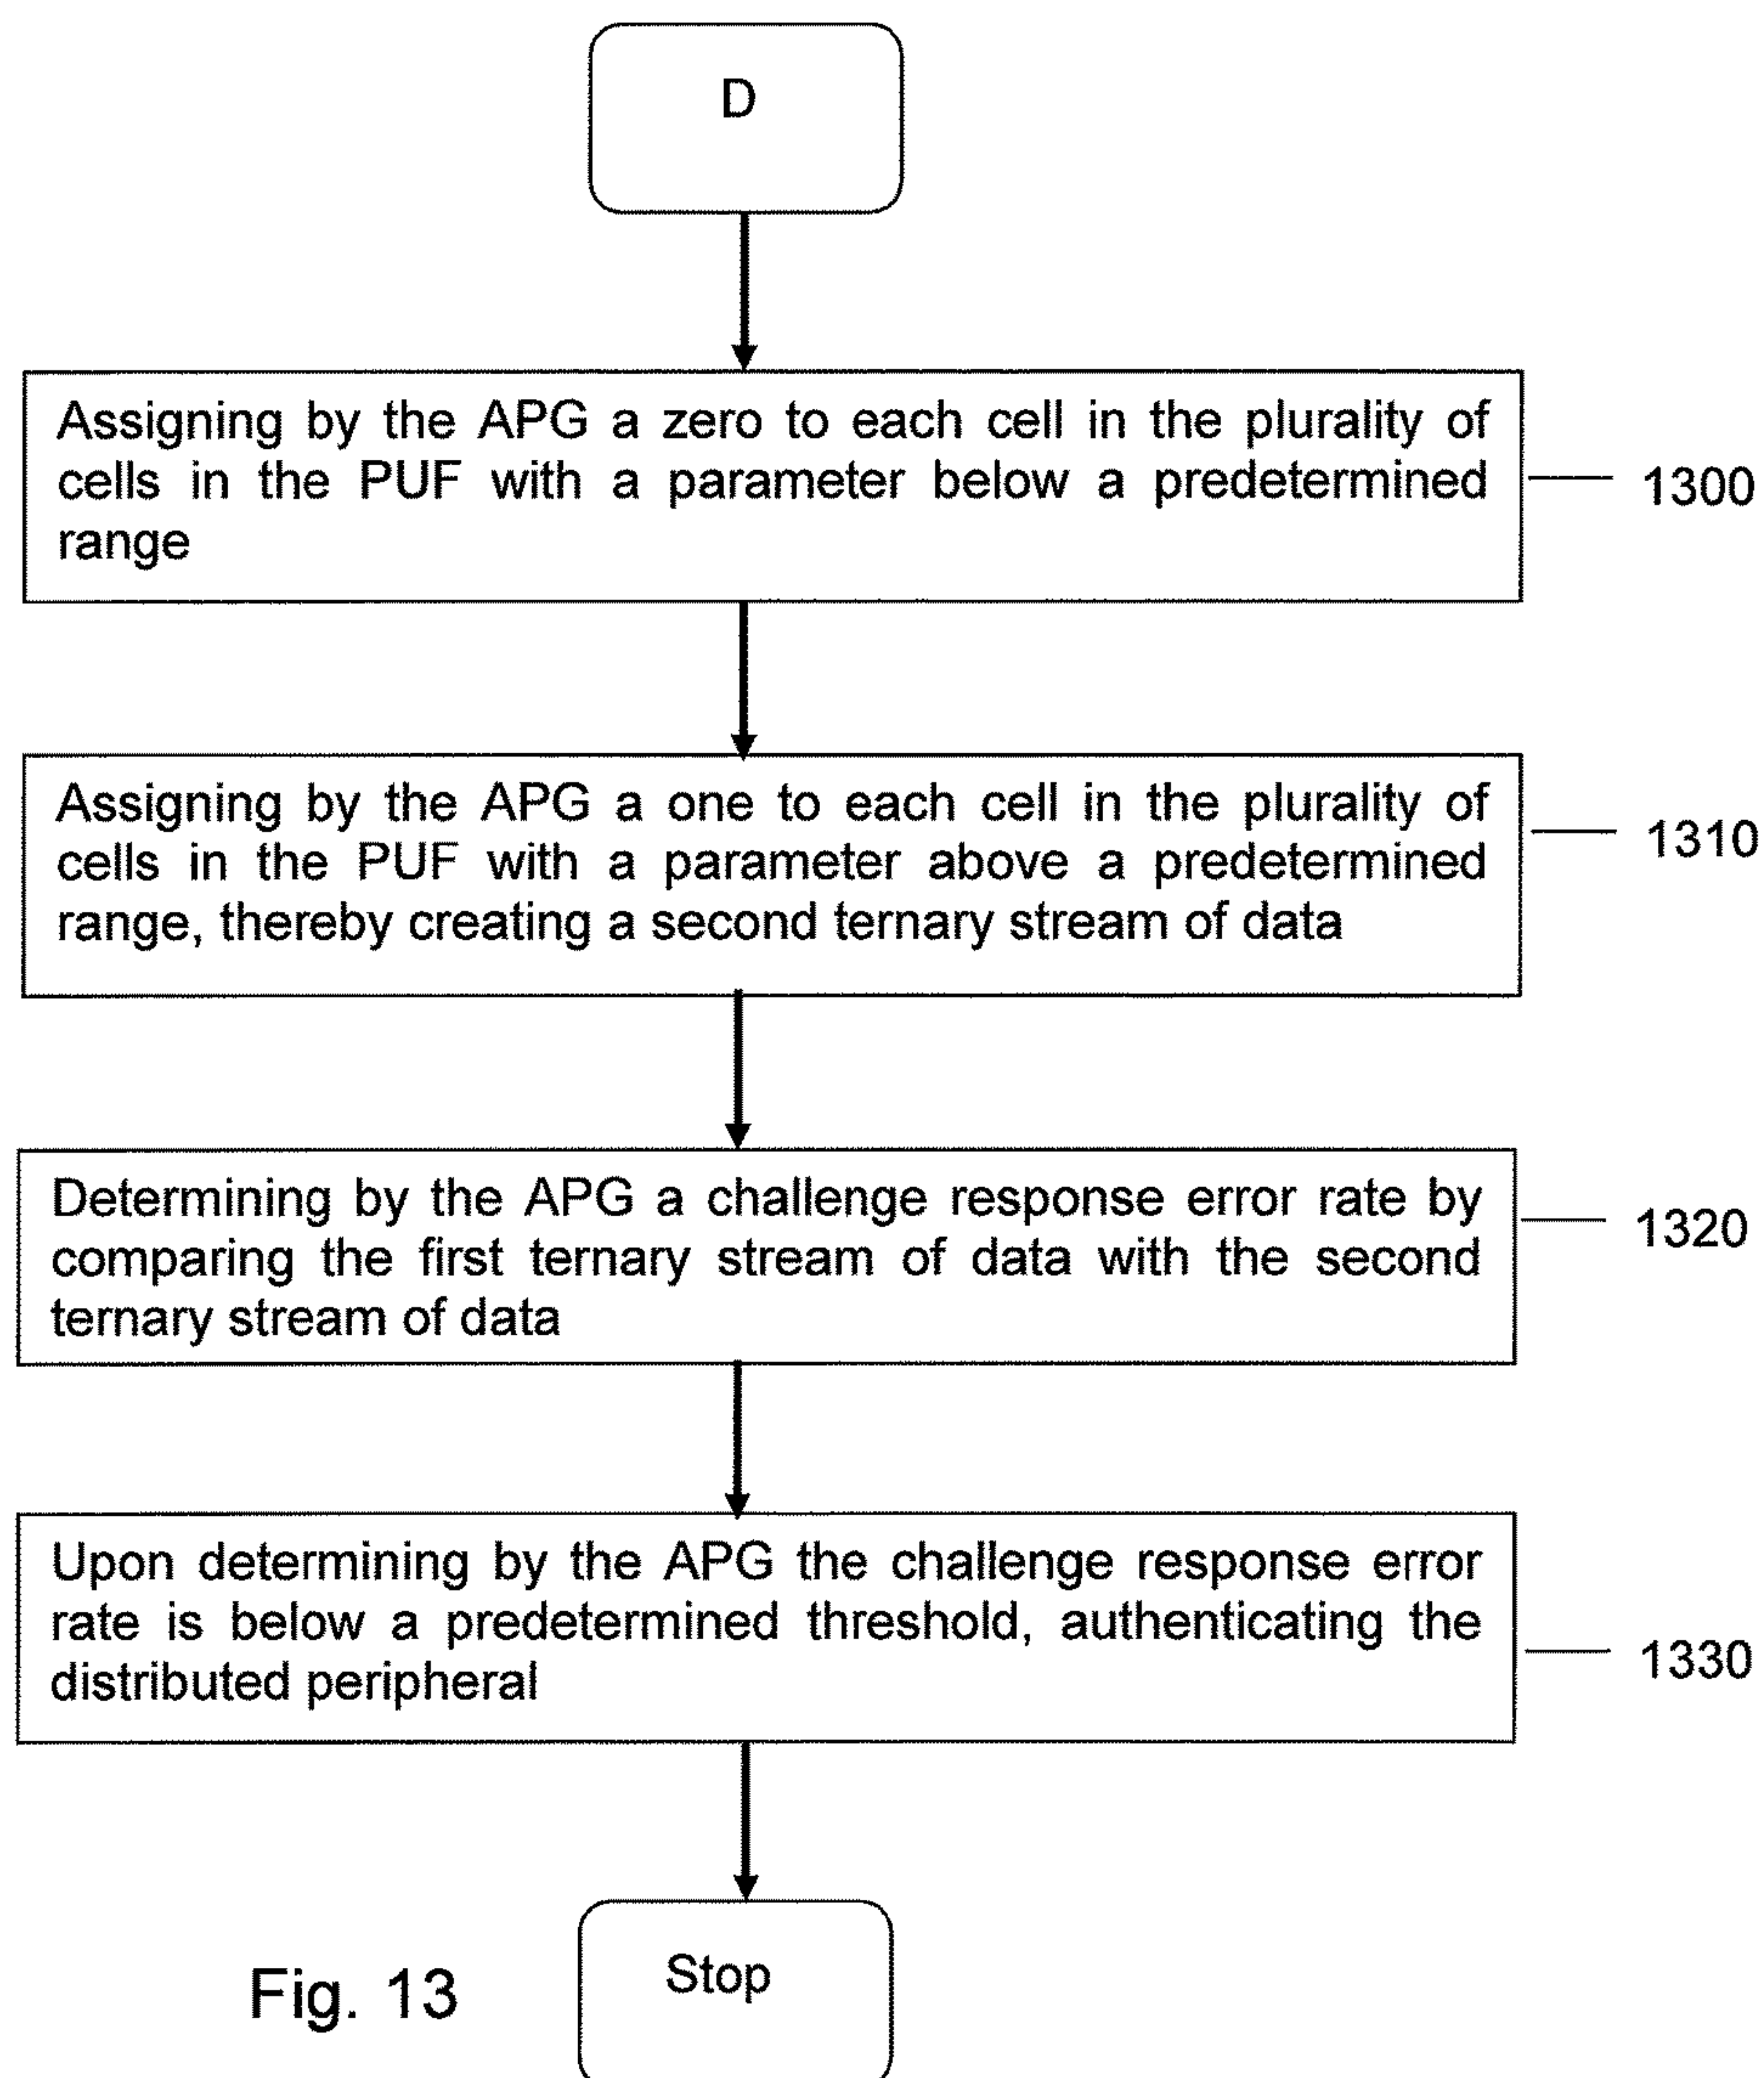 D
Assigning by the APG a zero to each cell in the plurality of
cells in the PUF with a parameter below a predetermined
range
1300
Assigning by the APG a one to each cell in the plurality of
cells in the PUF with a parameter above a predetermined
range, thereby creating a second ternary stream of data
1310
Determining by the APG a challenge response error rate by
comparing the first ternary stream of data with the second
ternary stream of data
1320
Upon determining by the APG the challenge response error
rate is below a predetermined threshold, authenticating the
distributed peripheral
1330
Stop
Fig. 13